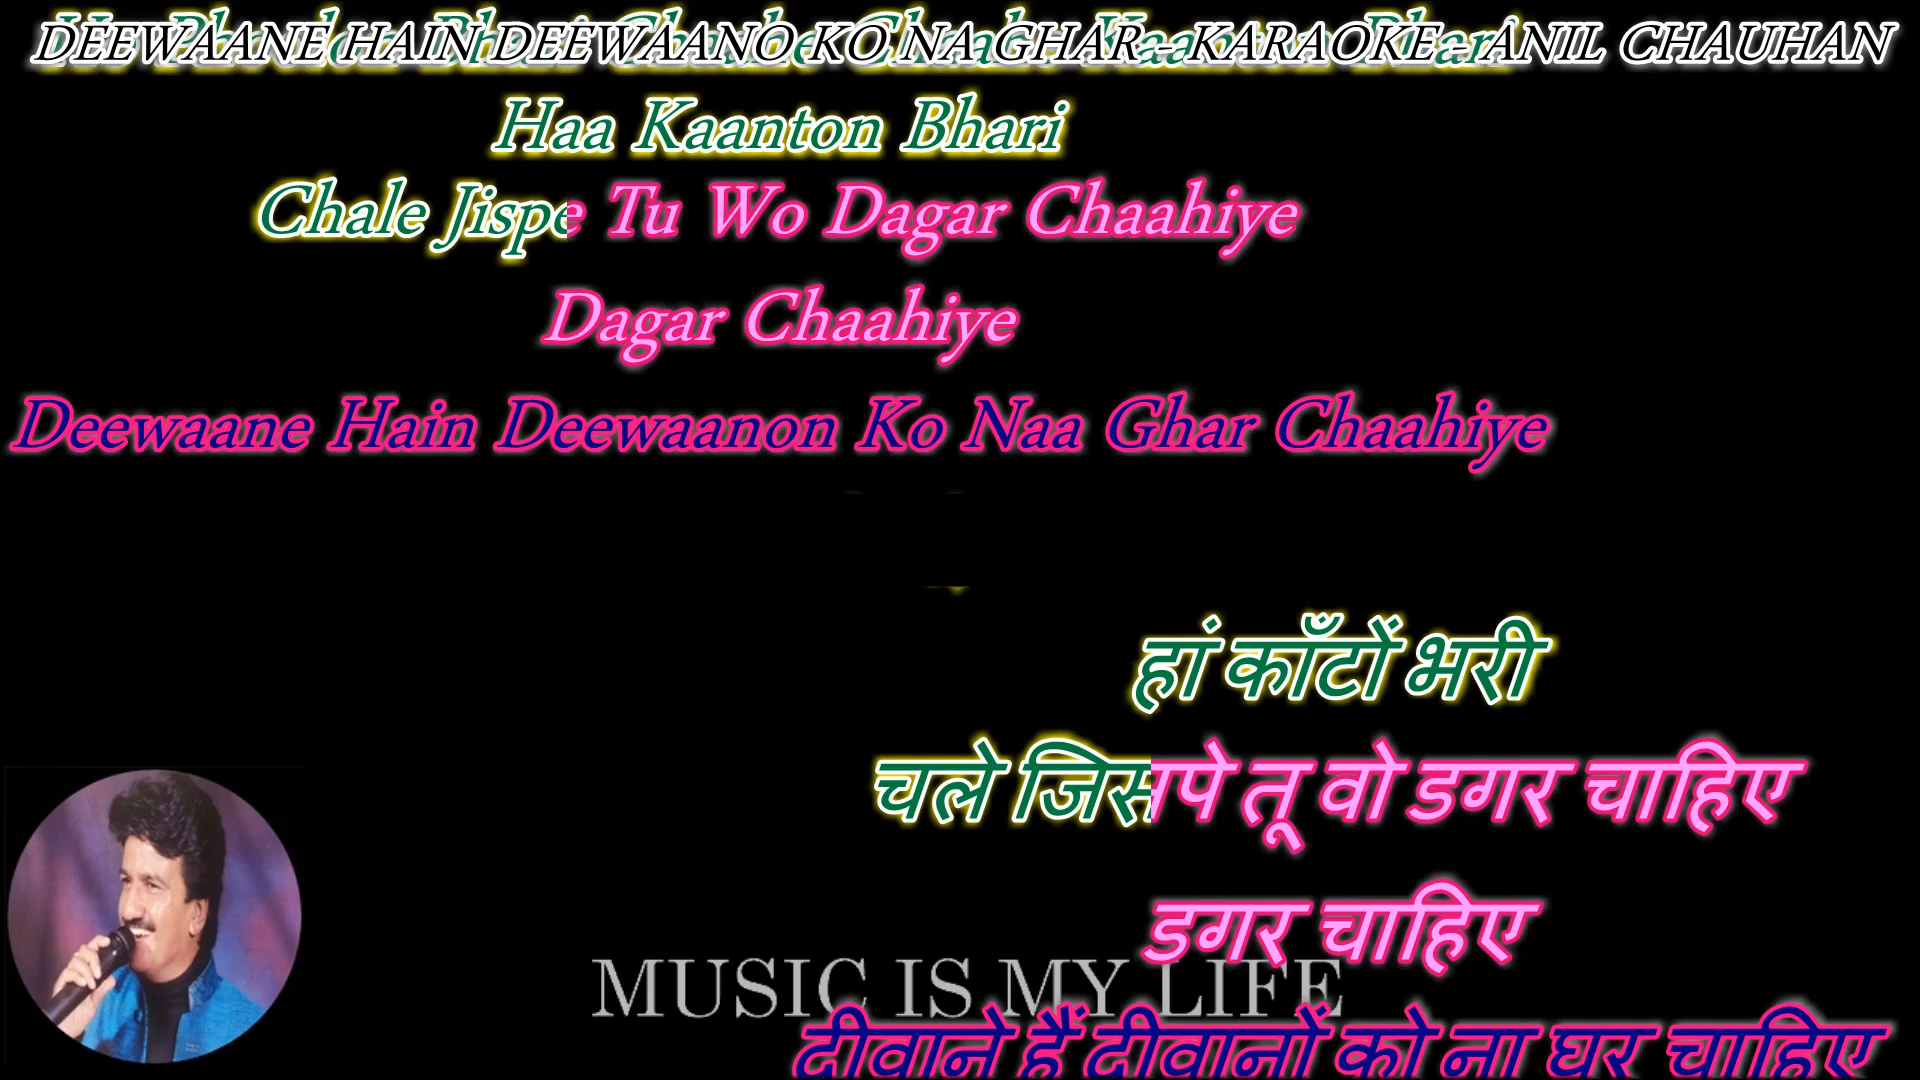 DEEWAANE HAIN DEEWAANO KO NA GHAR - KARAOKE - ANIL CHAUHAN
Haa Kaanton Bhari
Chale Jispe Tu Wo Dagar Chaahiye
Dagar Chaahiye
Deewaane Hain Deewaanon Ko Naa Ghar Chaahiye
हां काँटों भरी
चले जिसपे तू वो डगर चाहिए
डगर चाहिए
MUSIC IS MY LIFE
दीवाने हैं दीवानों को ना घर चाहिए